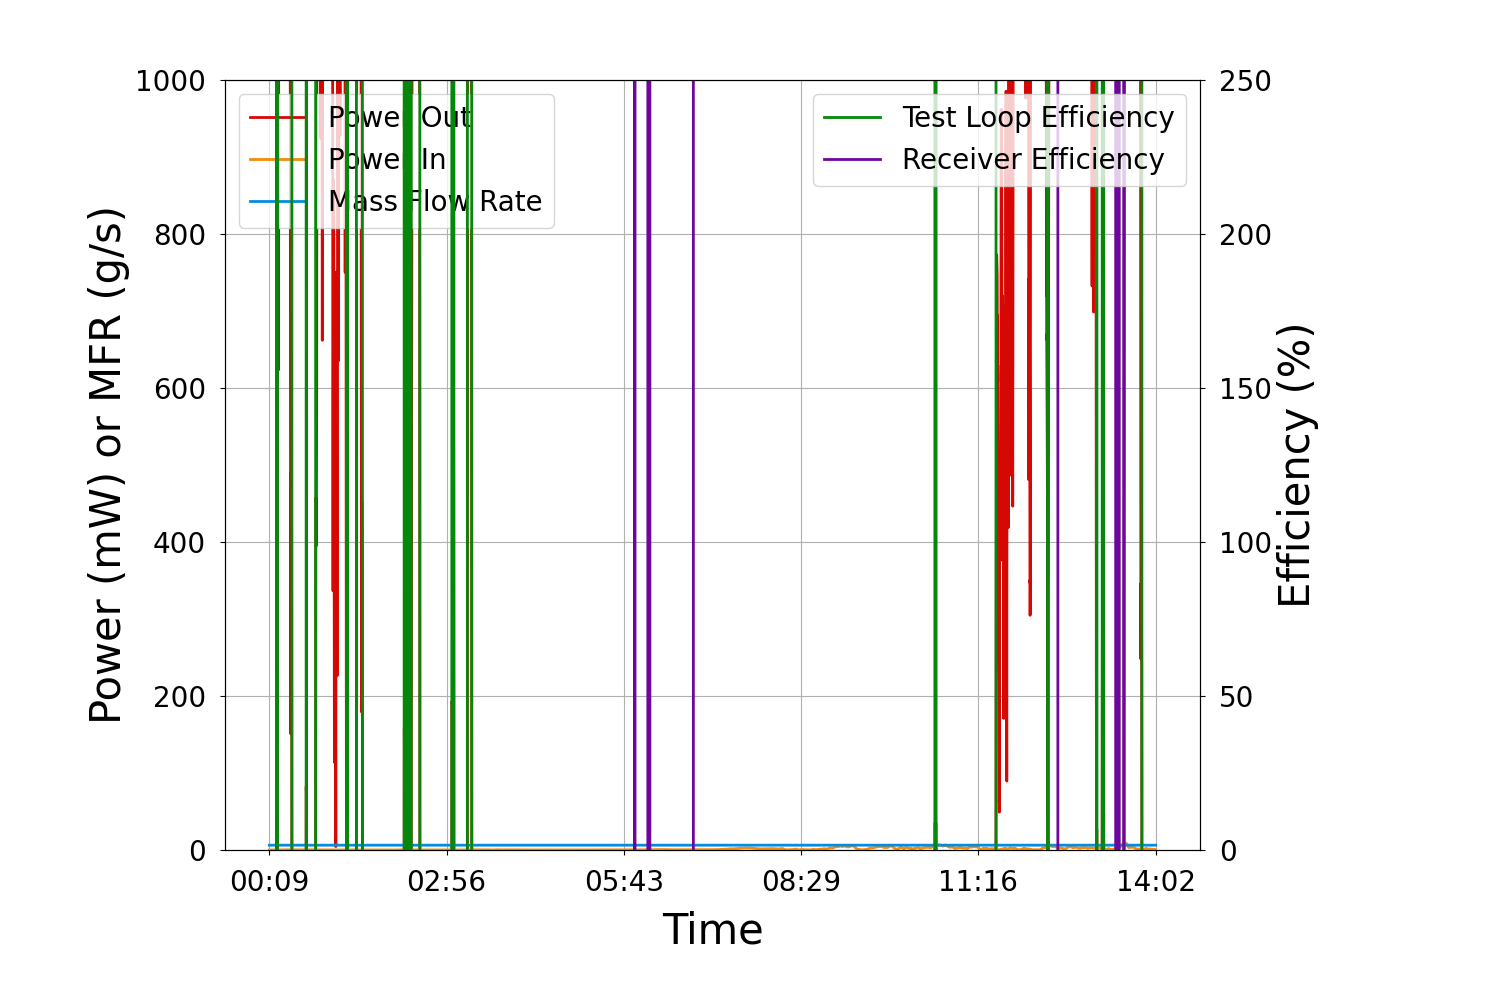 1000
800
600
400
200
0
Power (mW) or MFR (g/s)
Power Out
Power In
Mass Flow Rate
Test Loop Efficiency
Receiver Efficiency
250
200
150
100
50
0
Efficiency (%)
00:09 02:56 05:43 08:29 11:16 14:02
Time